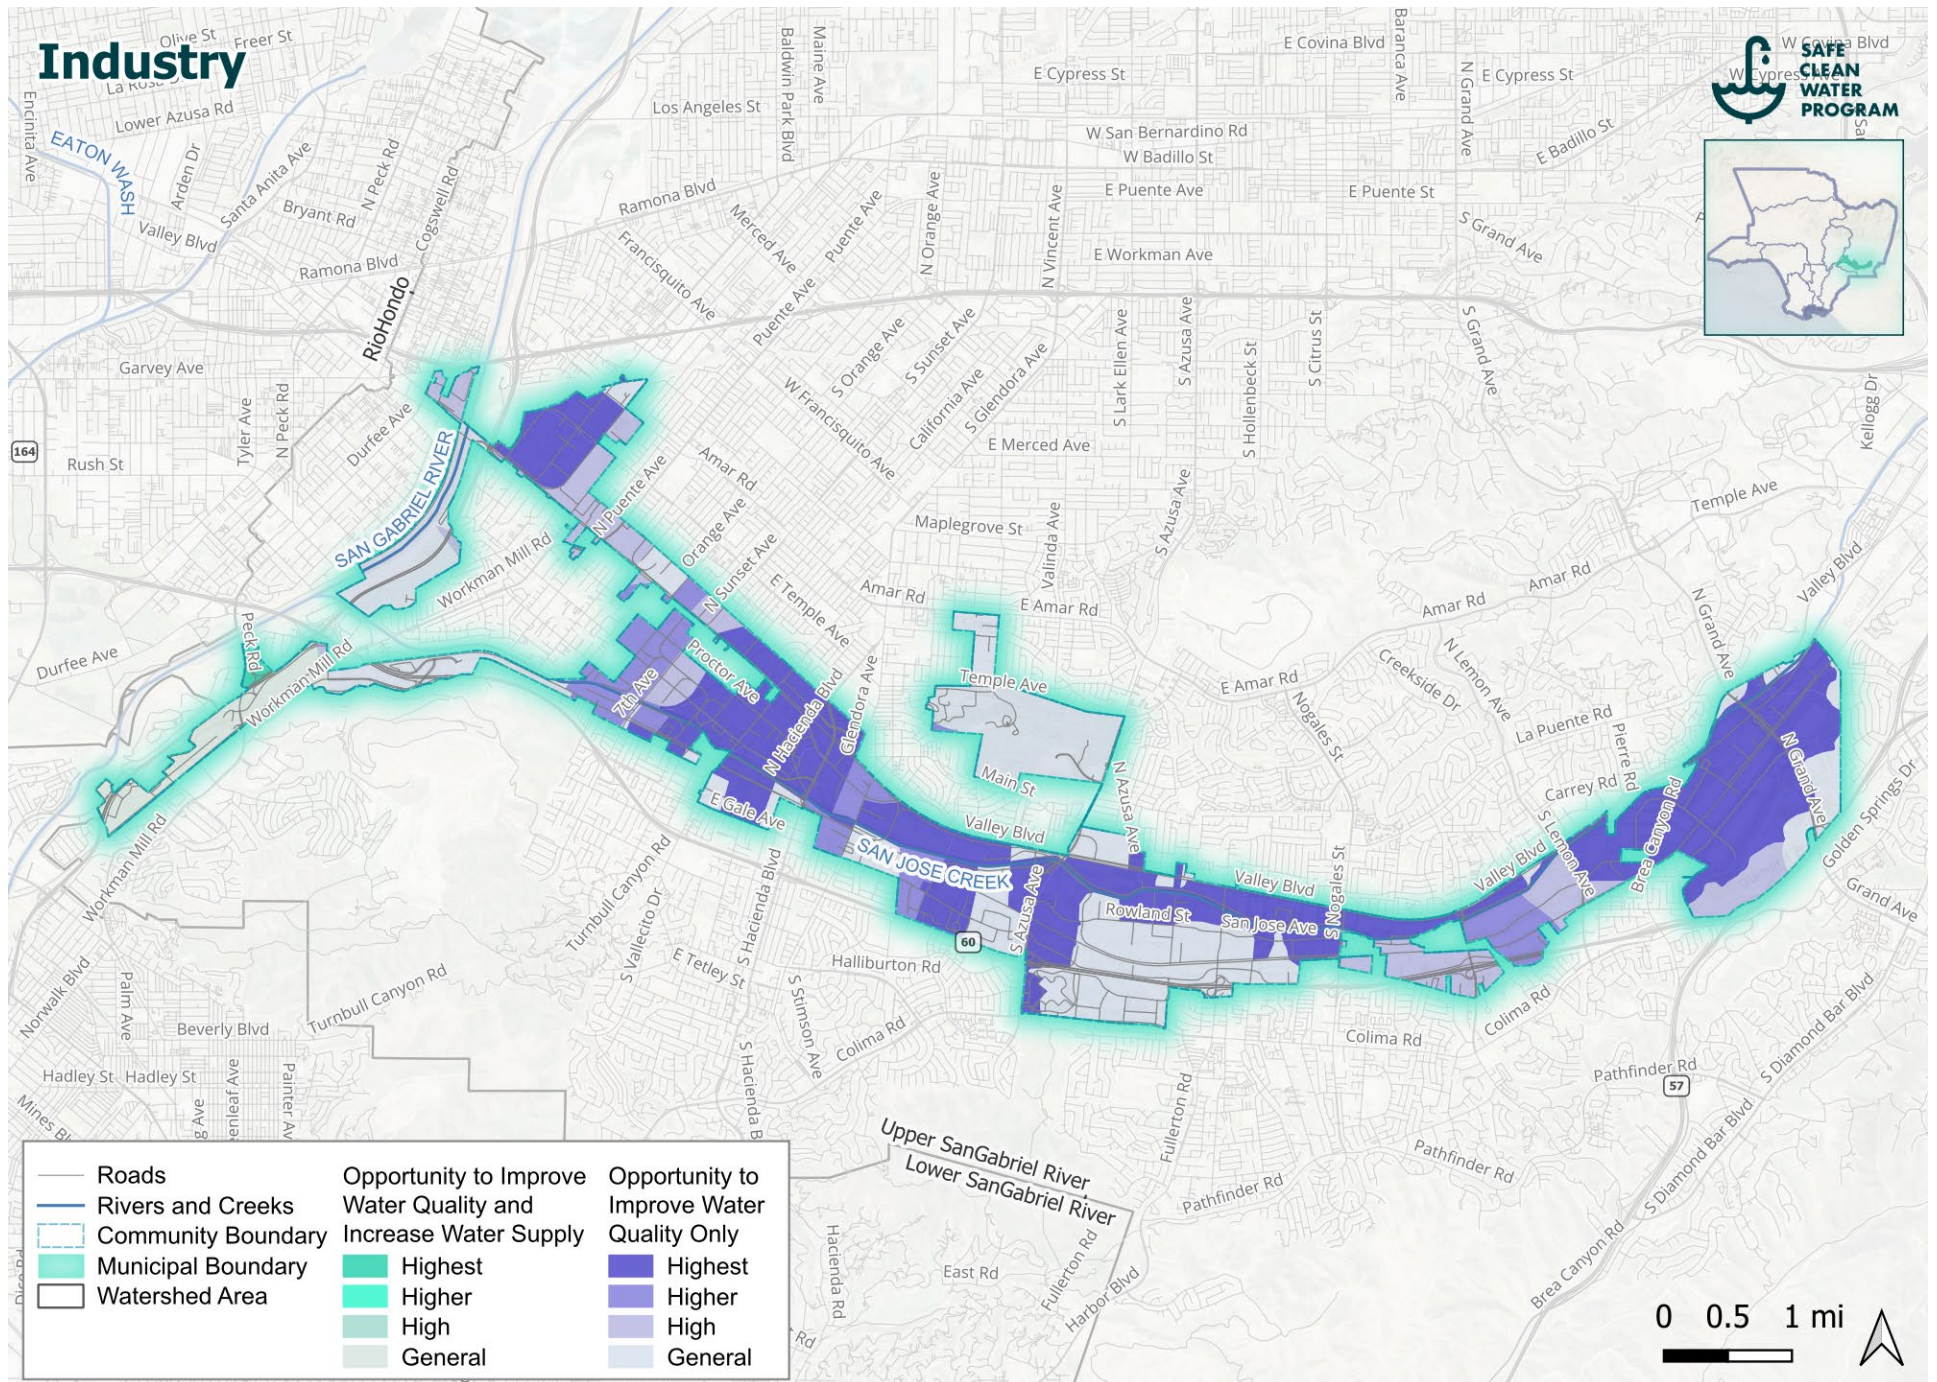 Industry
Olive St
Freer St
Lower Azusa Rd
Encinita Ave
EATON WASH
Arden Dr
Santa Anita Ave
N Peck Rd
Cogswell Rd
Bryant Rd
Valley Blvd
Ramona Blvd
RioHondo
Garvey Ave
Tyler Ave
N Peck Rd
Durfee Ave
164
Rush St
Los Angeles St
Baldwin Park Blvd
Maine Ave
E Cypress St
E Covina Blvd
Baranca Ave
N Grand Ave
E Cypress St
W Covina Blvd
W Cypress Ave
SAFE
CLEAN
WATER
PROGRAM
W San Bernardino Rd
W Badillo St
E Badillo St
E Puente Ave
E Puente St
Ramona Blvd
Merced Ave
Puente Ave
N Orange Ave
N Vincent Ave
E Workman Ave
S Grand Ave
Francisquito Ave
Puente Ave
S Orange Ave
S Sunset Ave
W Francisquito Ave
California Ave
S Glendora Ave
S Lark Ellen Ave
S Azusa Ave
S Hollenbeck St
S Citrus St
S Grand Ave
Kellogg Dr
E Merced Ave
SAN GABRIEL RIVER
Amar Rd
N Puente Ave
Orange Ave
Workman Mill Rd
N Sunset Ave
E Temple Ave
Maplegrove St
Valinda Ave
S Azusa Ave
Temple Ave
Amar Rd
E Amar Rd
Amar Rd
Amar Rd
Valley Blvd
N Grand Ave
Durfee Ave
Peck Rd
Workman Mill Rd
7th Ave
Proctor Ave
N Hacienda Blvd
Glendora Ave
Temple Ave
E Amar Rd
Nogales St
Creekside Dr
N Lemon Ave
La Puente Rd
Pierre Rd
Main St
N Azusa Ave
Carrey Rd
N Grand Ave
Golden Springs Dr
E Gale Ave
Valley Blvd
SAN JOSE CREEK
S Lemon Ave
Brea Canyon Rd
Valley Blvd
Valley Blvd
Rowland St
San Jose Ave
S Nogales St
S Azusa Ave
60
Grand Ave
Workman Mill Rd
Turnbull Canyon Rd
S Vallecito Dr
S Hacienda Blvd
E Tetley St
Halliburton Rd
S Stimson Ave
Colima Rd
Colima Rd
Colima Rd
Norwalk Blvd
Palm Ave
Turnbull Canyon Rd
Beverly Blvd
Hadley St
Hadley St
Painter Av
Mines Bl
S Hacienda B
Pathfinder Rd
57
S Diamond Bar Blvd
S Diamond Bar Blvd
Fullerton Rd
Pathfinder Rd
Pathfinder Rd
Upper SanGabriel River
Lower SanGabriel River
Hacienda Rd
East Rd
Fullerton Rd
Harbor Blvd
Brea Canyon Rd
Roads
Rivers and Creeks
Community Boundary
Municipal Boundary
Watershed Area
Opportunity to Improve
Water Quality and
Increase Water Supply
Highest
Higher
High
General
Opportunity to
Improve Water
Quality Only
Highest
Higher
High
General
0 0.5 1 mi